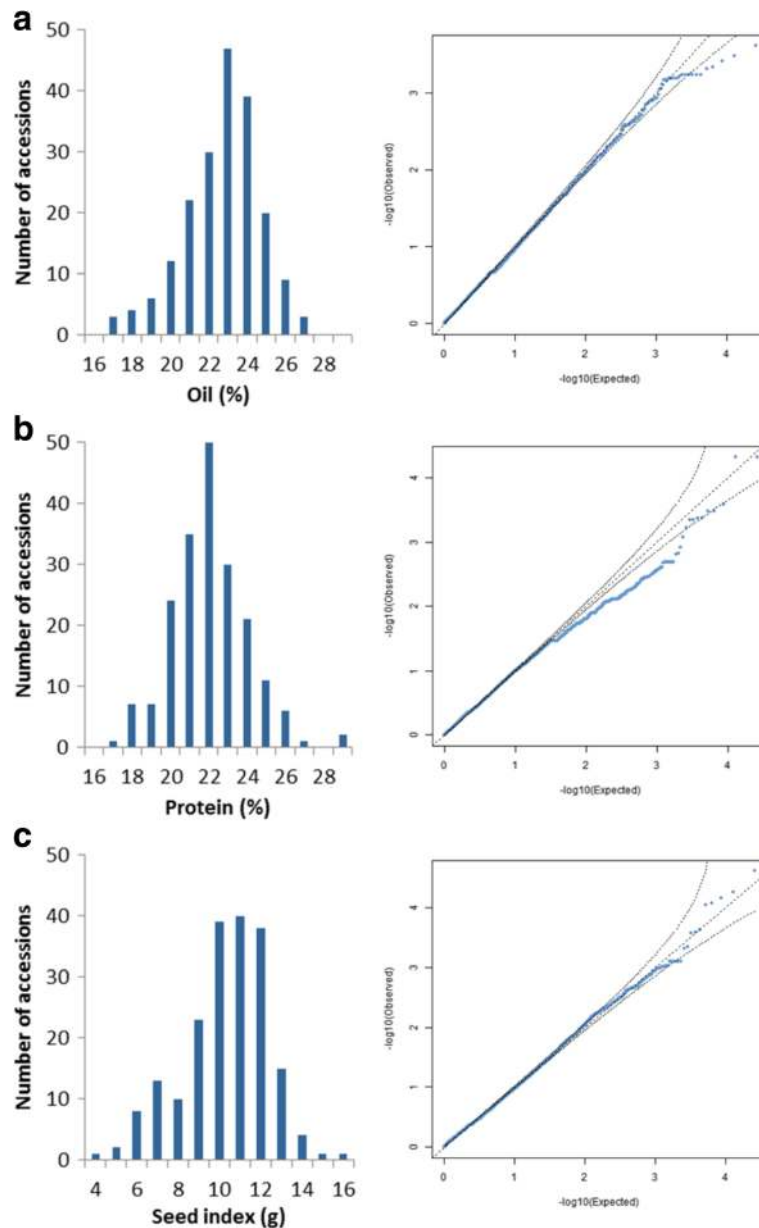 a
Number of accessions
50
40
30
20
10
0
16 18 20 22 24 26 28
Oil (%)
-log10(Observed)
3
2
1
0
0 1 2 3 4
-log10(Expected)
b
Number of accessions
50
40
30
20
10
0
16 18 20 22 24 26 28
Protein (%)
-log10(Observed)
4
3
2
1
0
0 1 2 3 4
-log10(Expected)
c
Number of accessions
50
40
30
20
10
0
4 6 8 10 12 14 16
Seed index (g)
-log10(Observed)
4
3
2
1
0
0 1 2 3 4
-log10(Expected)